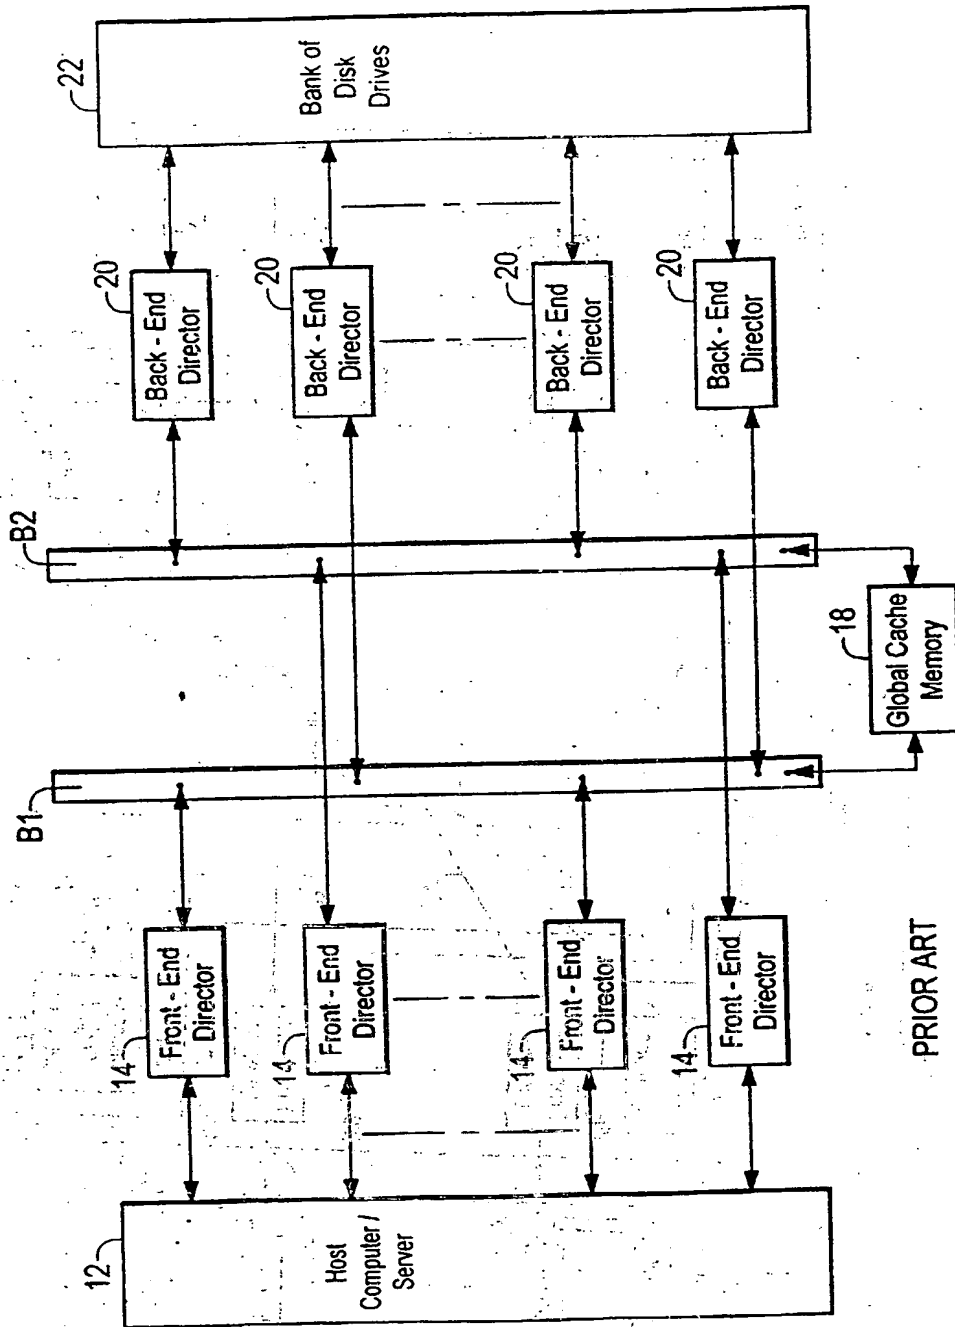 12
Host
Computer /
Server
14
Front - End
Director
14
Front - End
Director
14
Front - End
Director
14
Front - End
Director
B1
B2
18
Global Cache
Memory
20
Back - End
Director
20
Back - End
Director
20
Back - End
Director
20
Back - End
Director
22
Bank of
Disk
Drives
PRIOR ART